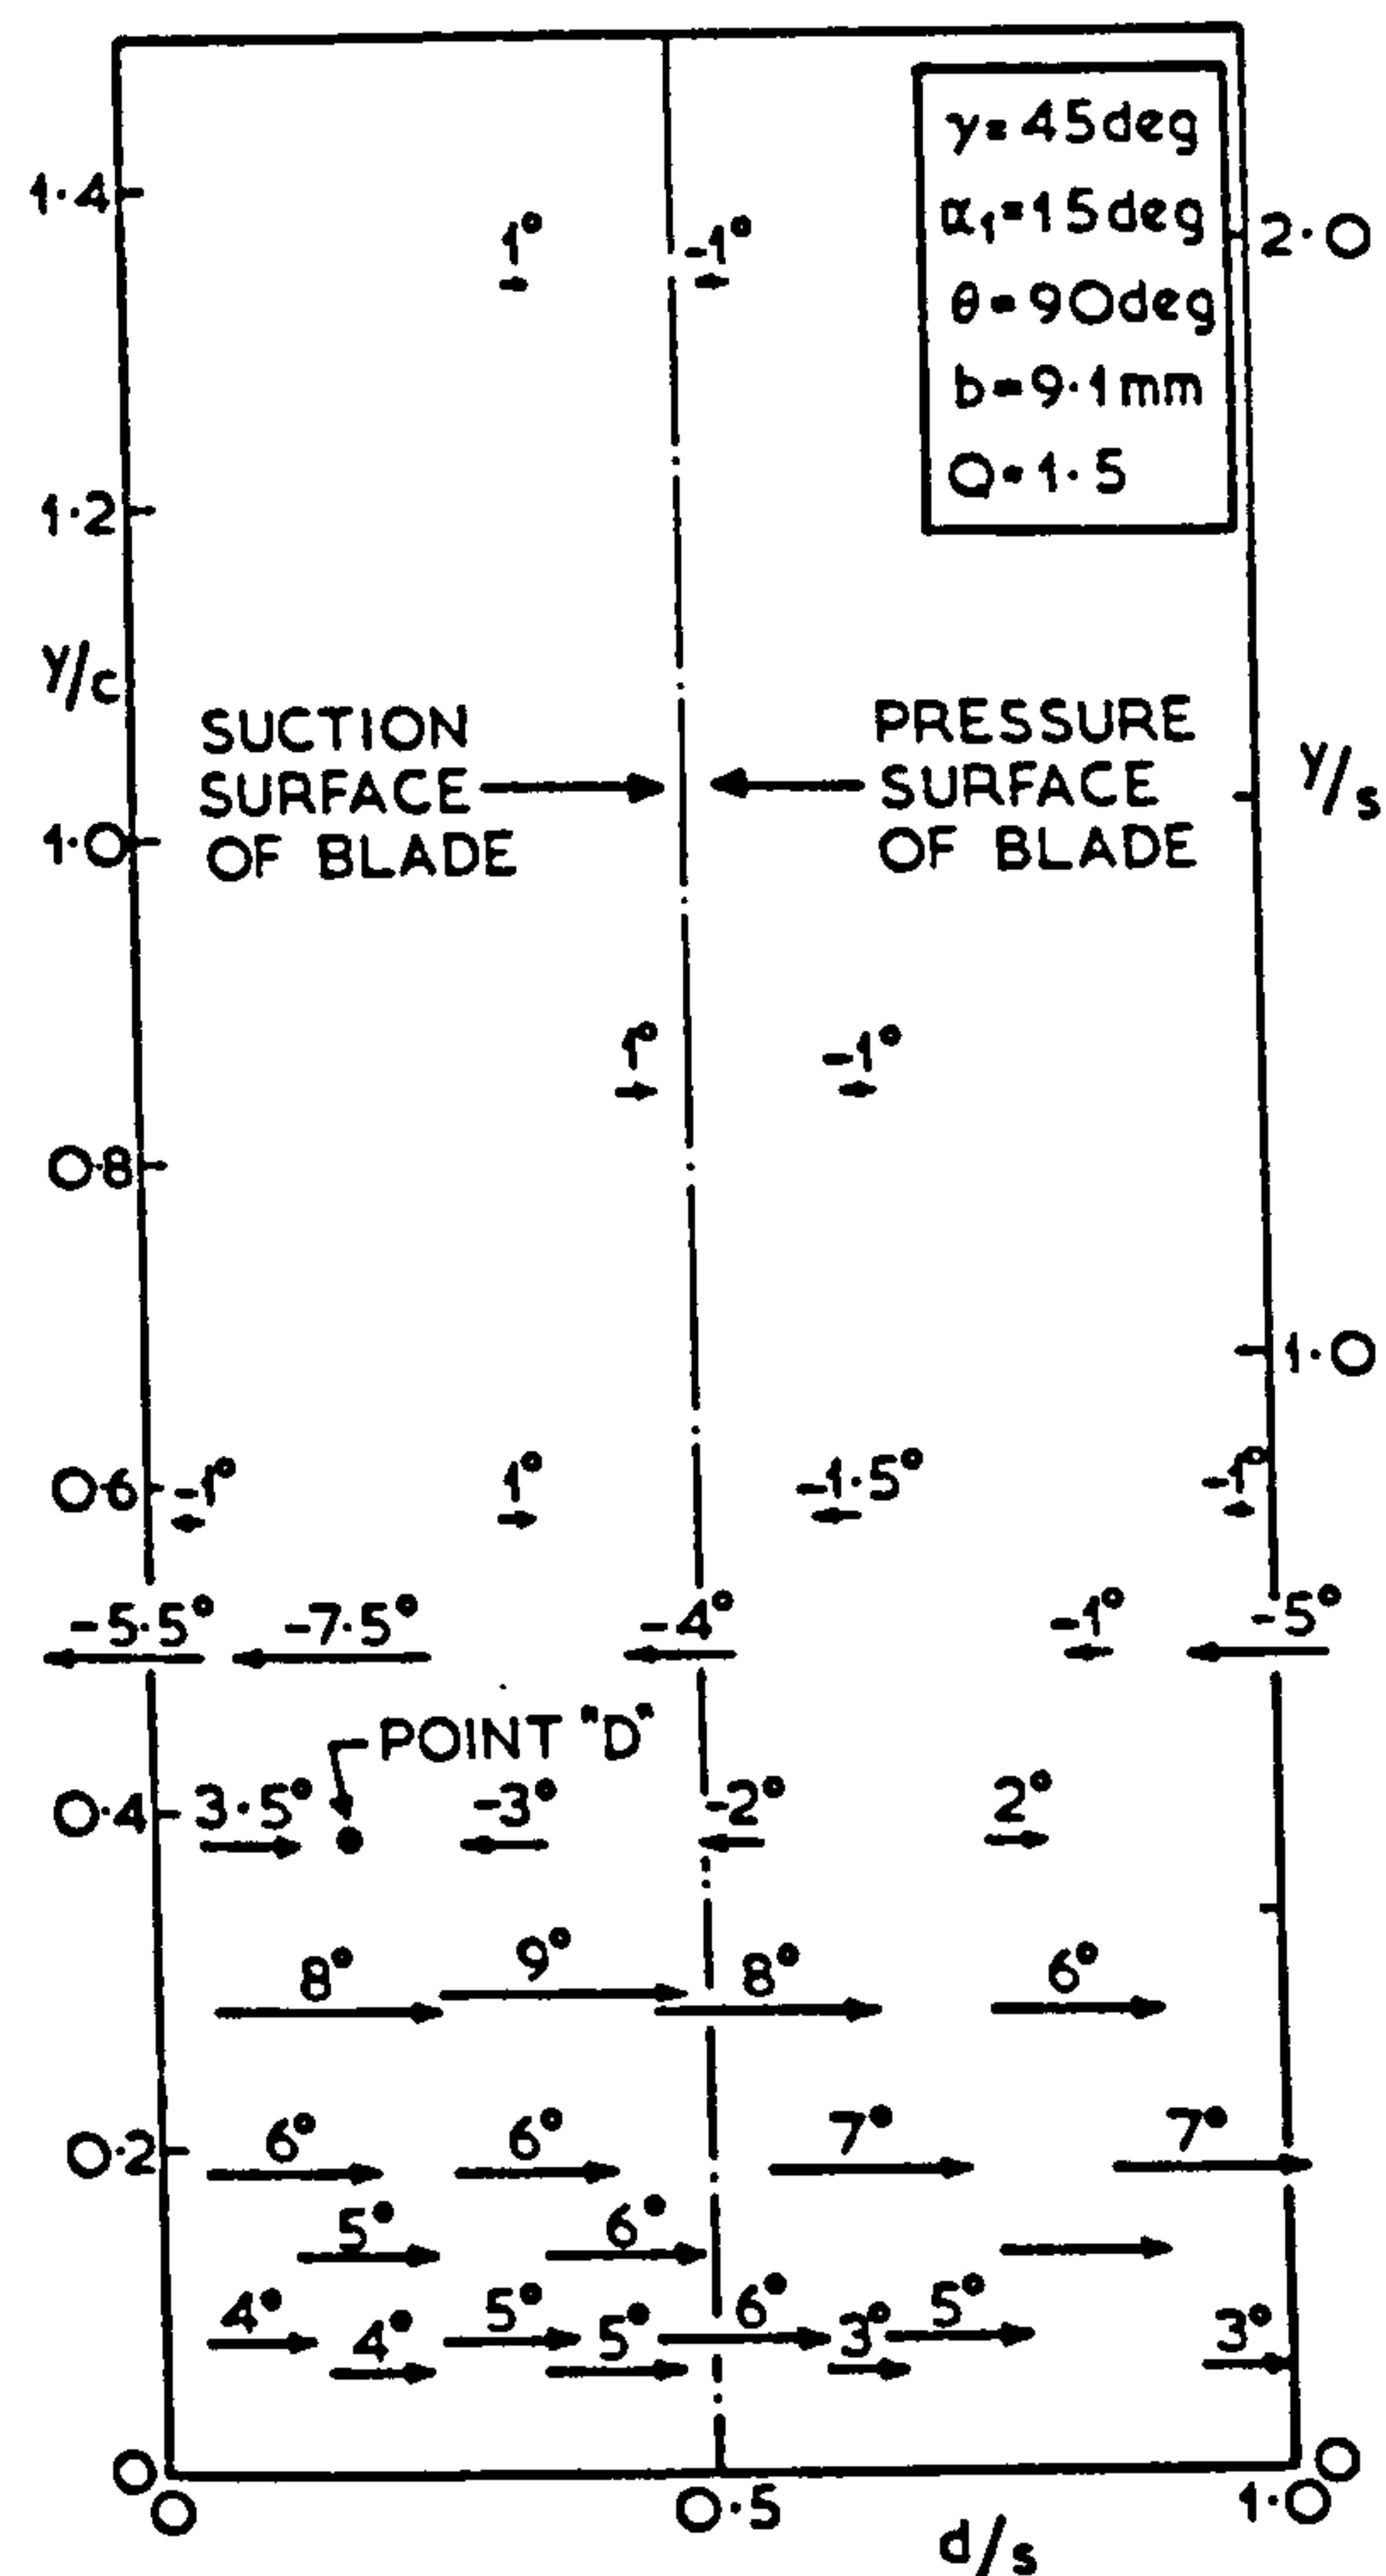 γ=45deg
α₁=15deg
θ=90deg
b=9·1mm
Q=1·5
1·4
1° -1°
2·0
1·2
y/c
SUCTION
SURFACE
OF BLADE
PRESSURE
SURFACE
OF BLADE
y/s
1·0
1° -1°
0·8
1·0
0·6 -1° 1° -1·5° -1°
-5·5° -7·5° -4° -1° -5°
POINT "D"
0·4 3·5° -3° -2° 2°
8° 9° 8° 6°
0·2 6° 6° 7° 7°
5° 6°
4° 4° 5° 5° 6° 3° 5° 3°
0 0
0 0·5 1·0
d/s